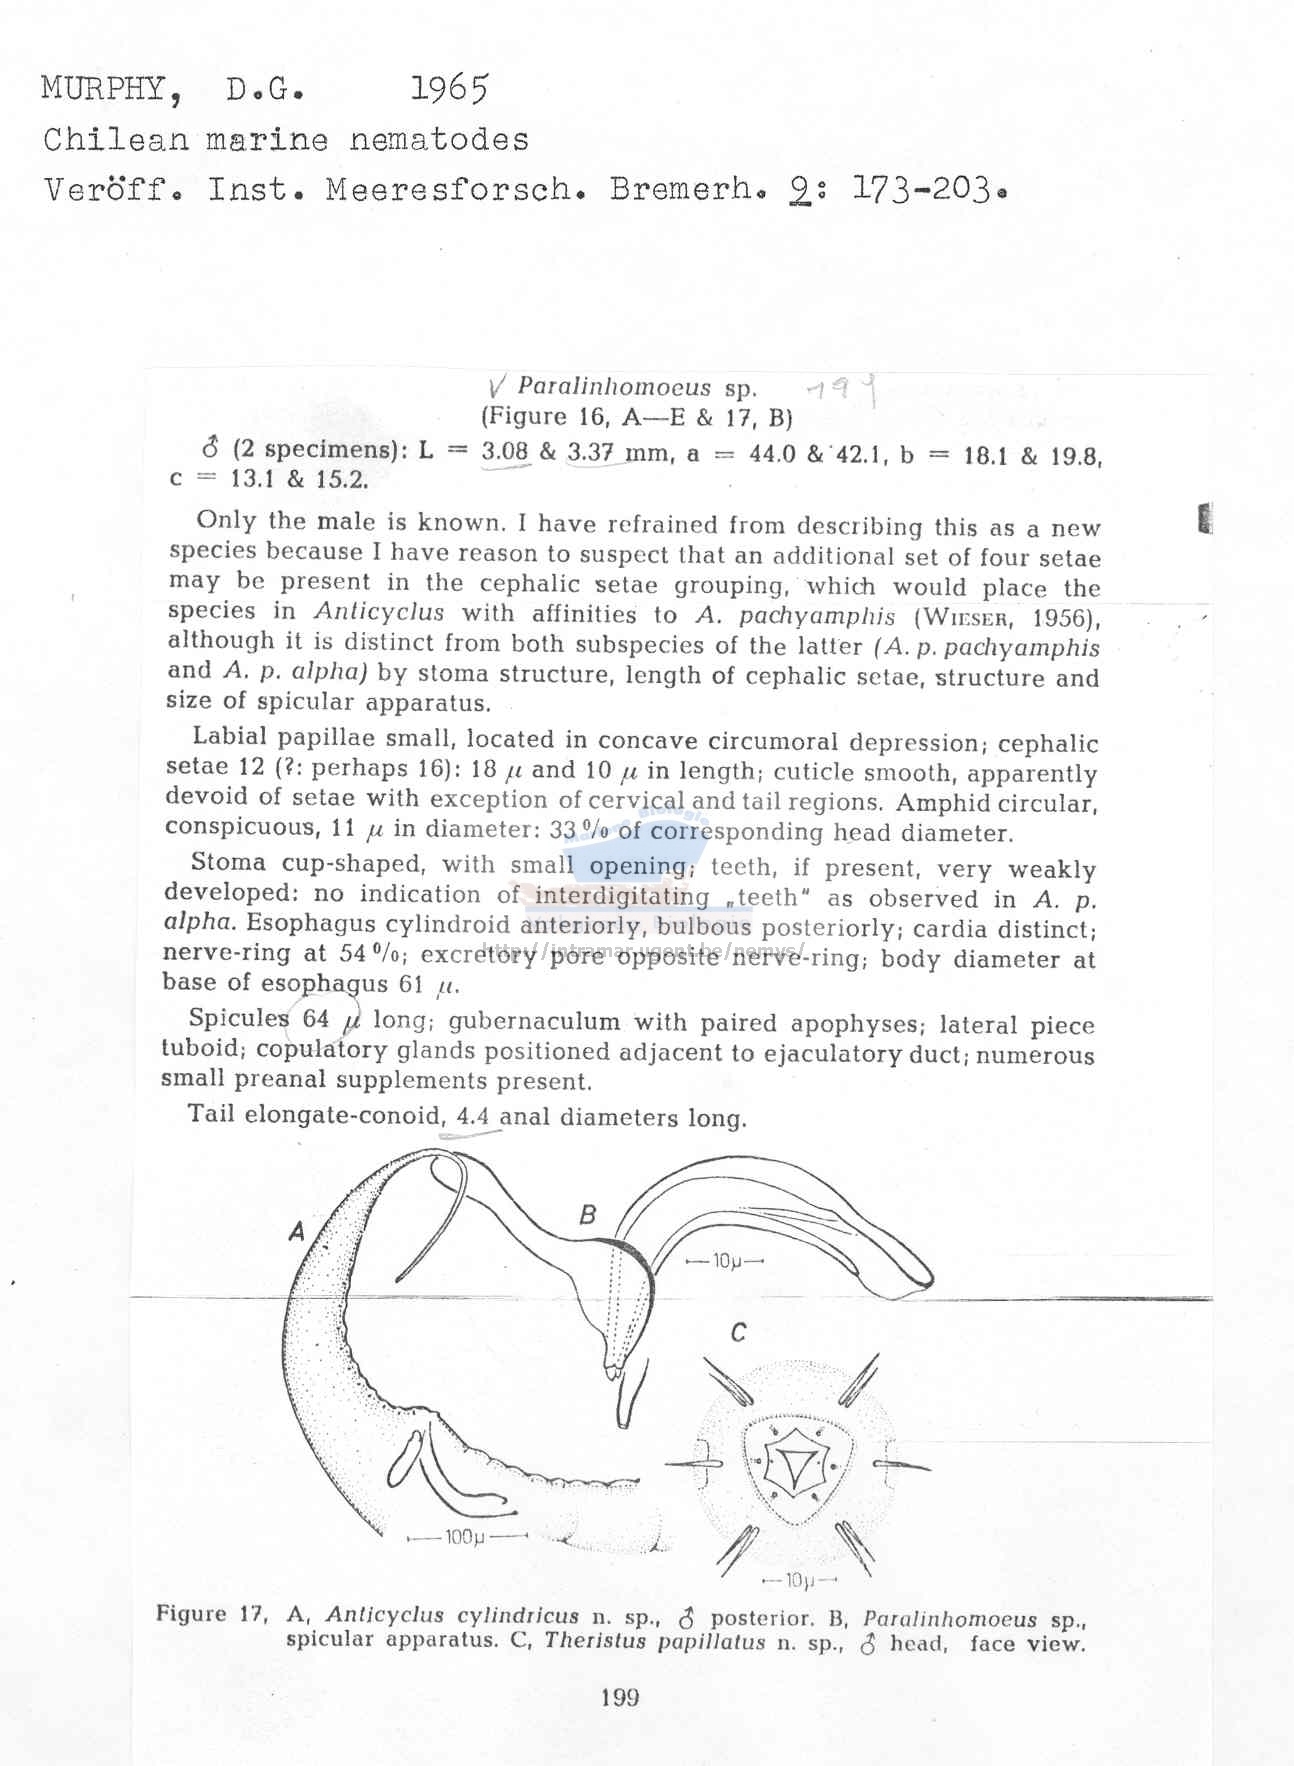 MURPHY, D.G. 1965
Chilean marine nematodes
Veröff. Inst. Meeresforsch. Bremerh. 9: 173-203.
√ Paralinhomoeus sp. 199
(Figure 16, A—E & 17, B)
♂ (2 specimens): L = 3.08 & 3.37 mm, a = 44.0 & 42.1, b = 18.1 & 19.8,
c = 13.1 & 15.2.
Only the male is known. I have refrained from describing this as a new
species because I have reason to suspect that an additional set of four setae
may be present in the cephalic setae grouping, which would place the
species in Anticyclus with affinities to A. pachyamphis (WIESER, 1956),
although it is distinct from both subspecies of the latter (A. p. pachyamphis
and A. p. alpha) by stoma structure, length of cephalic setae, structure and
size of spicular apparatus.
Labial papillae small, located in concave circumoral depression; cephalic
setae 12 (?: perhaps 16): 18 μ and 10 μ in length; cuticle smooth, apparently
devoid of setae with exception of cervical and tail regions. Amphid circular,
conspicuous, 11 μ in diameter: 33 % of corresponding head diameter.
Stoma cup-shaped, with small opening; teeth, if present, very weakly
developed: no indication of interdigitating „teeth“ as observed in A. p.
alpha. Esophagus cylindroid anteriorly, bulbous posteriorly; cardia distinct;
nerve-ring at 54 %; excretory pore opposite nerve-ring; body diameter at
http://intramar.ugent.be/nemys/
base of esophagus 61 μ.
Spicules 64 μ long; gubernaculum with paired apophyses; lateral piece
tuboid; copulatory glands positioned adjacent to ejaculatory duct; numerous
small preanal supplements present.
Tail elongate-conoid, 4.4 anal diameters long.
A
B
10μ
C
100μ
10μ
Figure 17, A, Anticyclus cylindricus n. sp., ♂ posterior. B, Paralinhomoeus sp.,
spicular apparatus. C, Theristus papillatus n. sp., ♂ head, face view.
199